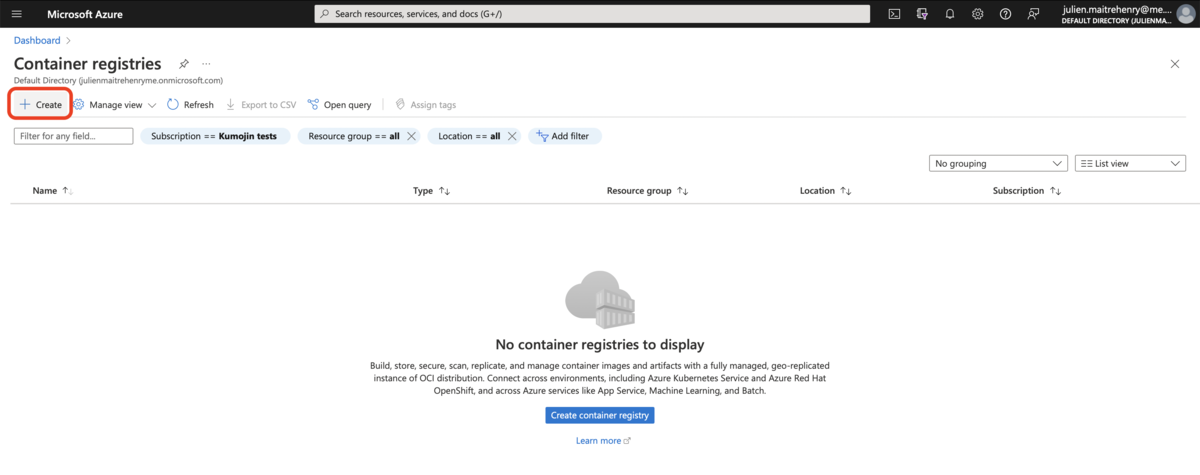 Microsoft Azure
Search resources, services, and docs (G+/)
julien.maitrehenry@me....
DEFAULT DIRECTORY (JULIENMA...
Dashboard
Container registries
...
Default Directory (julienmaitrehenryme.onmicrosoft.com)
Create
Manage view
Refresh
Export to CSV
Open query
Assign tags
Filter for any field...
Subscription == Kumojin tests
Resource group == all
Location == all
Add filter
No grouping
List view
Name
Type
Resource group
Location
Subscription
No container registries to display
Build, store, secure, scan, replicate, and manage container images and artifacts with a fully managed, geo-replicated
instance of OCI distribution. Connect across environments, including Azure Kubernetes Service and Azure Red Hat
OpenShift, and across Azure services like App Service, Machine Learning, and Batch.
Create container registry
Learn more